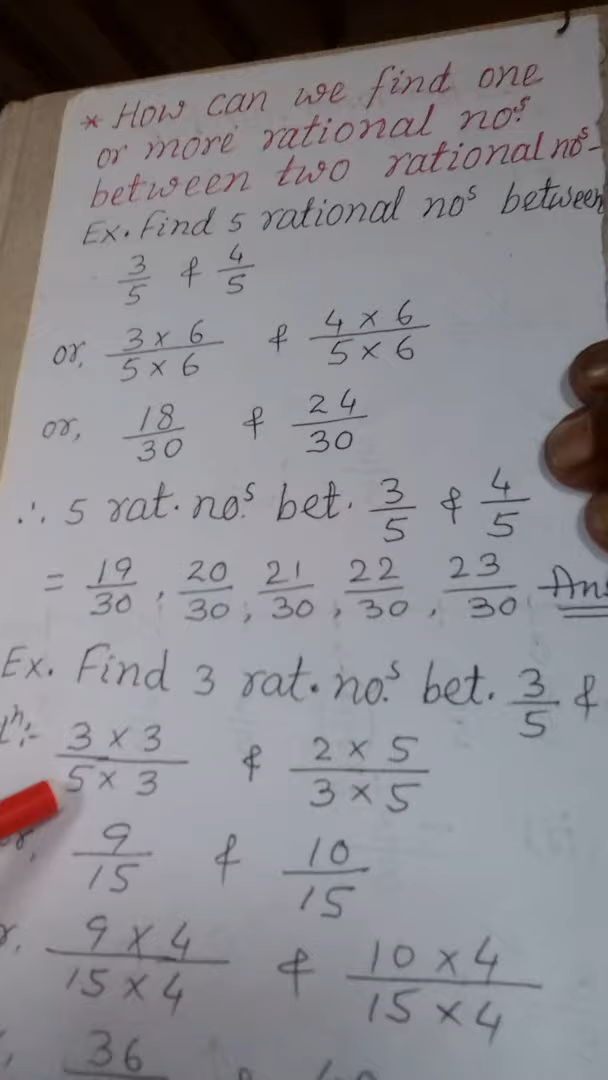 * How can we find one
or more rational no.s
between two rational nos-
Ex. Find 5 rational nos between
3/5 & 4/5
or, 3 x 6/5 x 6 & 4 x 6/5 x 6
or, 18/30 & 24/30
∴ 5 rat. no.s bet. 3/5 & 4/5
= 19/30, 20/30, 21/30, 22/30, 23/30 Ans
Ex. Find 3 rat. no.s bet. 3/5 &
3 x 3/5 x 3 & 2 x 5/3 x 5
9/15 & 10/15
9 x 4/15 x 4 & 10 x 4/15 x 4
36